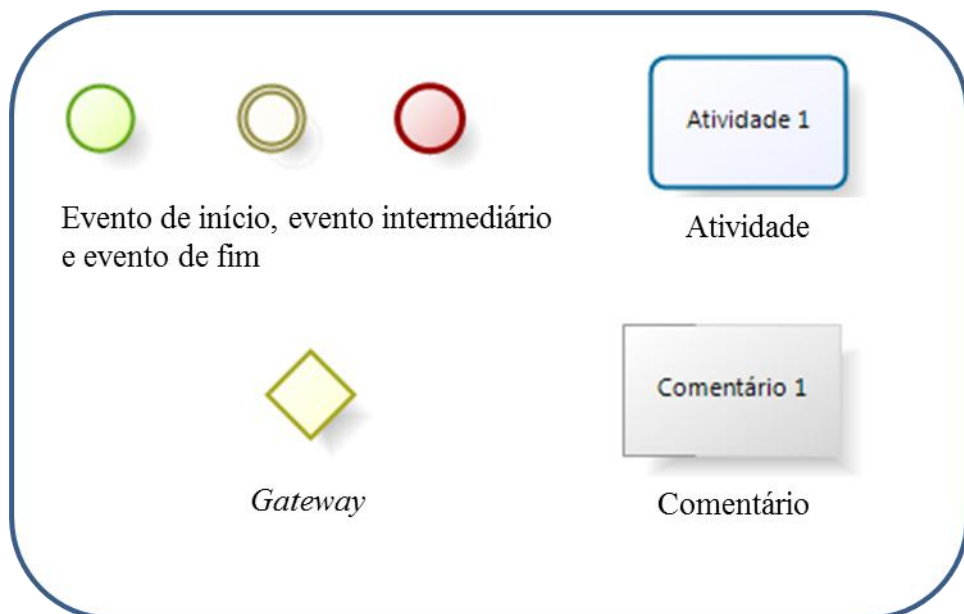 Atividade 1
Evento de início, evento intermediário
e evento de fim
Atividade
Comentário 1
Gateway
Comentário